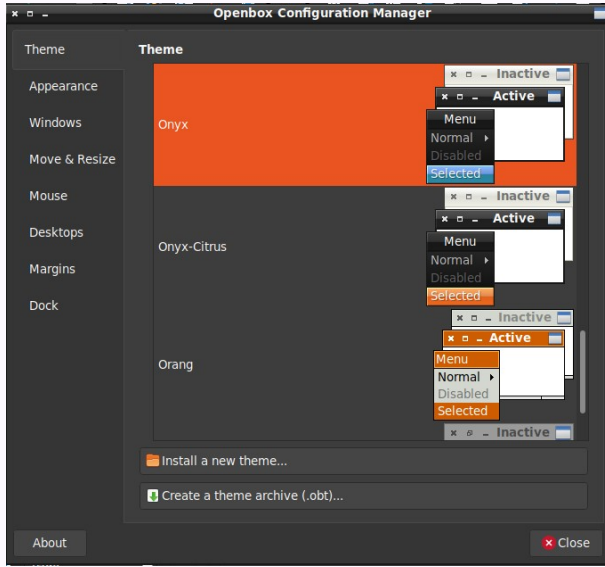 Openbox Configuration Manager
Theme
Appearance
Windows
Move & Resize
Mouse
Desktops
Margins
Dock
Theme
Onyx
Inactive
Active
Menu
Normal
Disabled
Selected
Onyx-Citrus
Inactive
Active
Menu
Normal
Disabled
Selected
Orang
Inactive
Active
Menu
Normal
Disabled
Selected
Inactive
Install a new theme...
Create a theme archive (.obt)...
About
Close